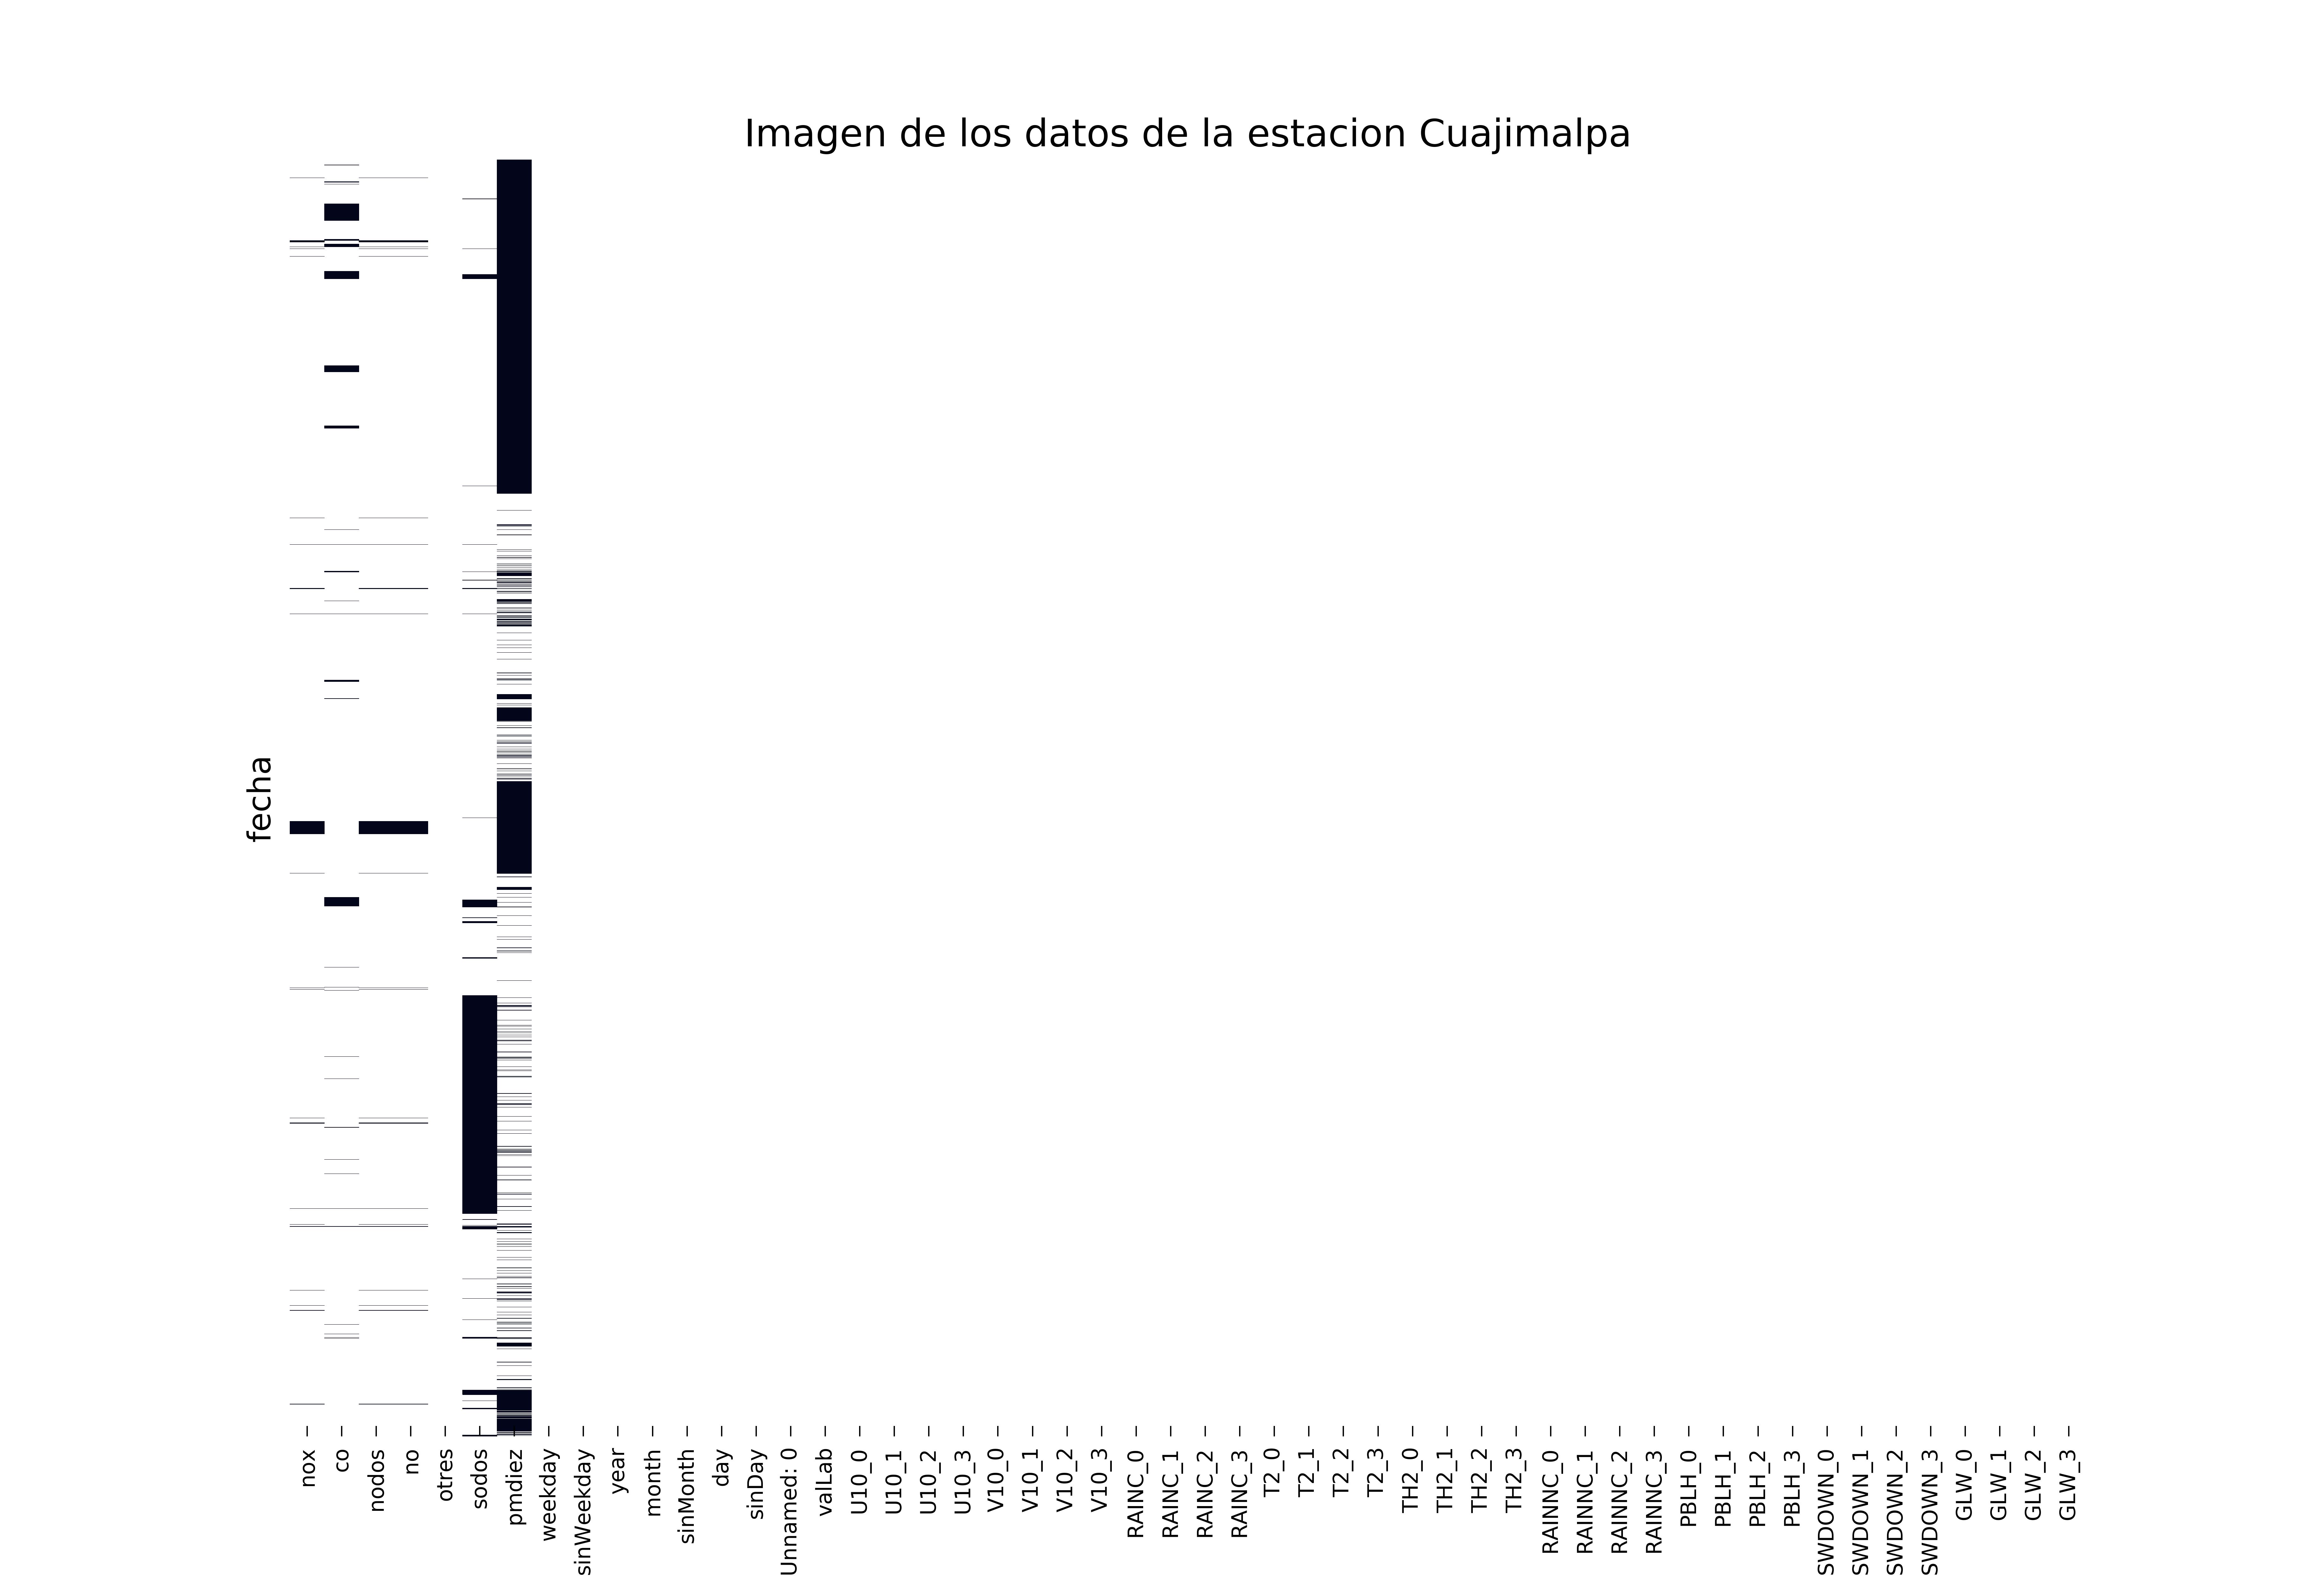 Imagen de los datos de la estacion Cuajimalpa
fecha
nox
co
nodos
no
otres
sodos
pmdiez
weekday
sinWeekday
year
month
sinMonth
day
sinDay
Unnamed: 0
valLab
U10_0
U10_1
U10_2
U10_3
V10_0
V10_1
V10_2
V10_3
RAINC_0
RAINC_1
RAINC_2
RAINC_3
T2_0
T2_1
T2_2
T2_3
TH2_0
TH2_1
TH2_2
TH2_3
RAINNC_0
RAINNC_1
RAINNC_2
RAINNC_3
PBLH_0
PBLH_1
PBLH_2
PBLH_3
SWDOWN_0
SWDOWN_1
SWDOWN_2
SWDOWN_3
GLW_0
GLW_1
GLW_2
GLW_3